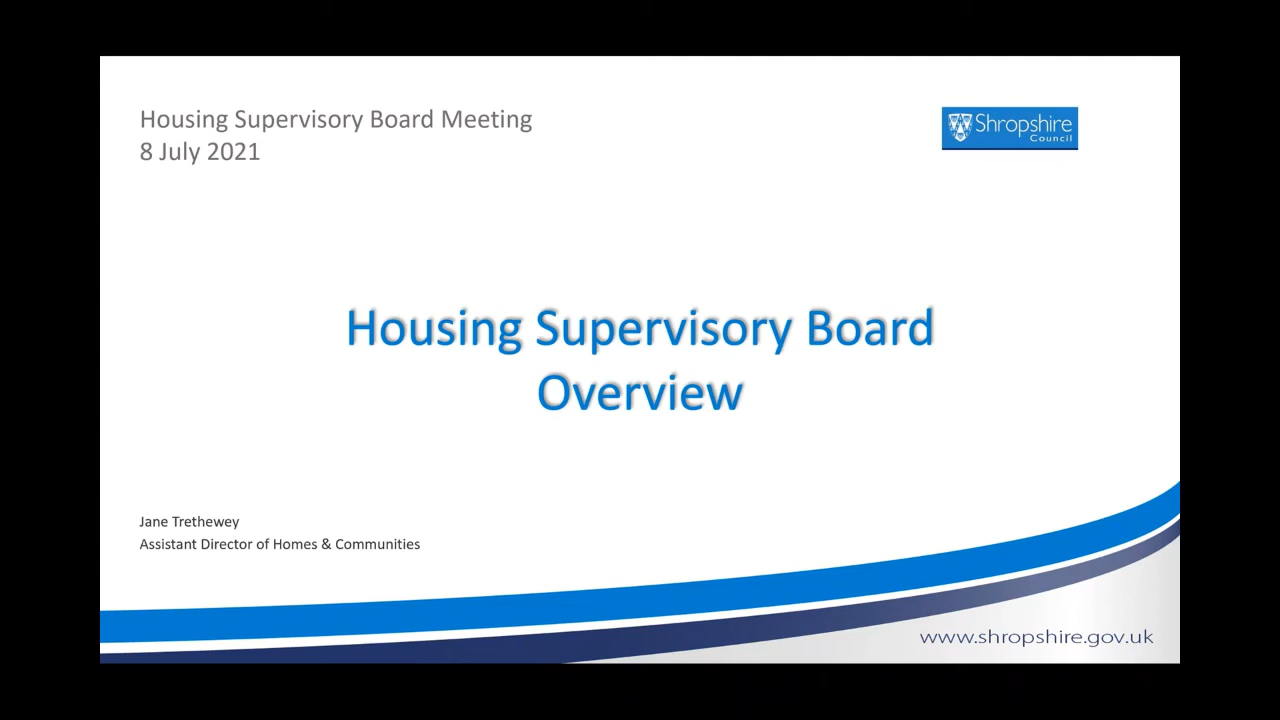 Housing Supervisory Board Meeting
8 July 2021
Shropshire
Council
Housing Supervisory Board
Overview
Jane Trethewey
Assistant Director of Homes & Communities
www.shropshire.gov.uk